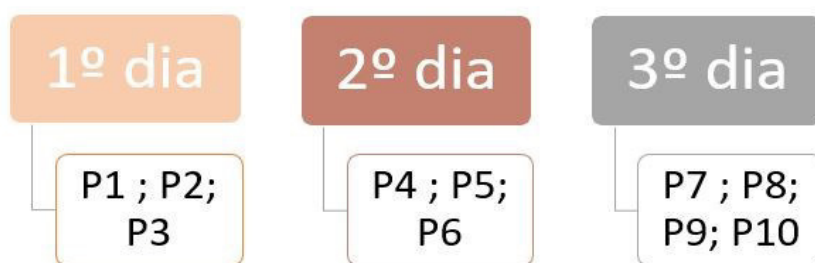 1º dia
P1 ; P2;
P3
2º dia
P4 ; P5;
P6
3º dia
P7 ; P8;
P9; P10